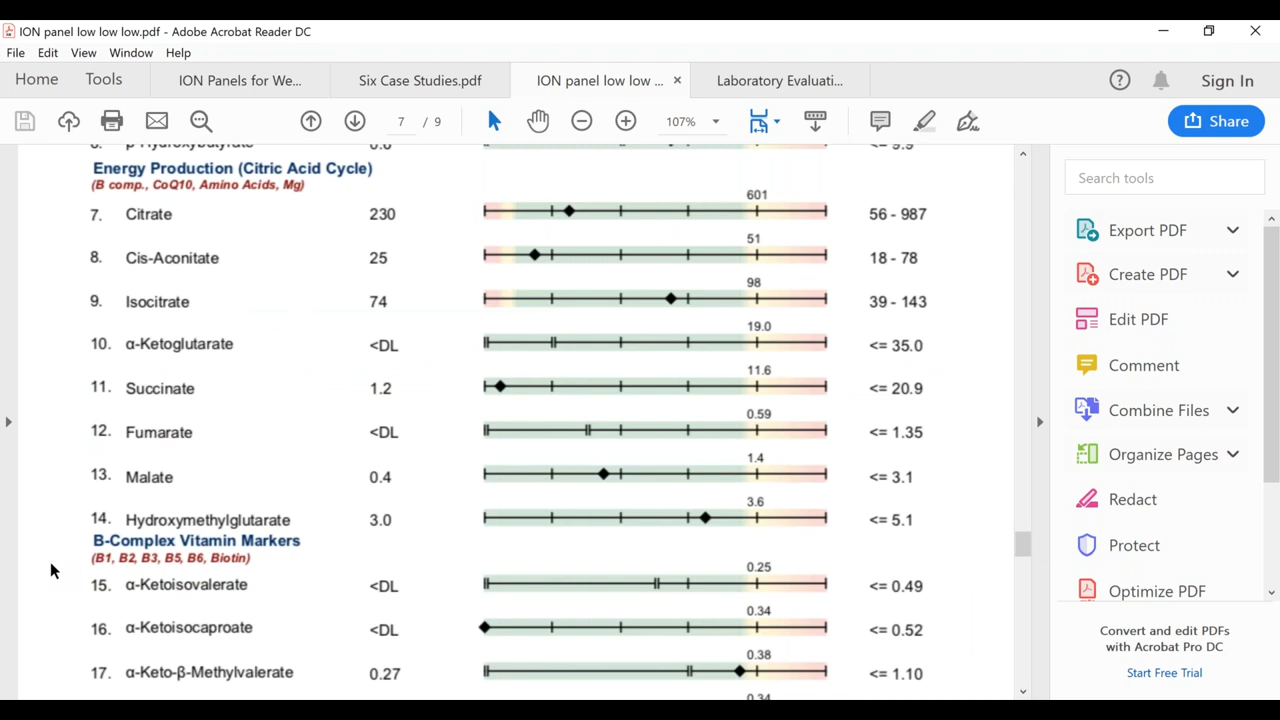 ION panel low low low.pdf - Adobe Acrobat Reader DC
File Edit View Window Help
Home Tools ION Panels for We... Six Case Studies.pdf ION panel low low ... × Laboratory Evaluati... Sign In
7 / 9 107% Share
Energy Production (Citric Acid Cycle)
(B comp., CoQ10, Amino Acids, Mg)
601
7. Citrate 230 56 - 987
51
8. Cis-Aconitate 25 18 - 78
98
9. Isocitrate 74 39 - 143
19.0
10. α-Ketoglutarate <DL <= 35.0
11.6
11. Succinate 1.2 <= 20.9
0.59
12. Fumarate <DL <= 1.35
1.4
13. Malate 0.4 <= 3.1
3.6
14. Hydroxymethylglutarate 3.0 <= 5.1
B-Complex Vitamin Markers
(B1, B2, B3, B5, B6, Biotin)
0.25
15. α-Ketoisovalerate <DL <= 0.49
0.34
16. α-Ketoisocaproate <DL <= 0.52
0.38
17. α-Keto-β-Methylvalerate 0.27 <= 1.10
0.34
Search tools
Export PDF
Create PDF
Edit PDF
Comment
Combine Files
Organize Pages
Redact
Protect
Optimize PDF
Convert and edit PDFs
with Acrobat Pro DC
Start Free Trial